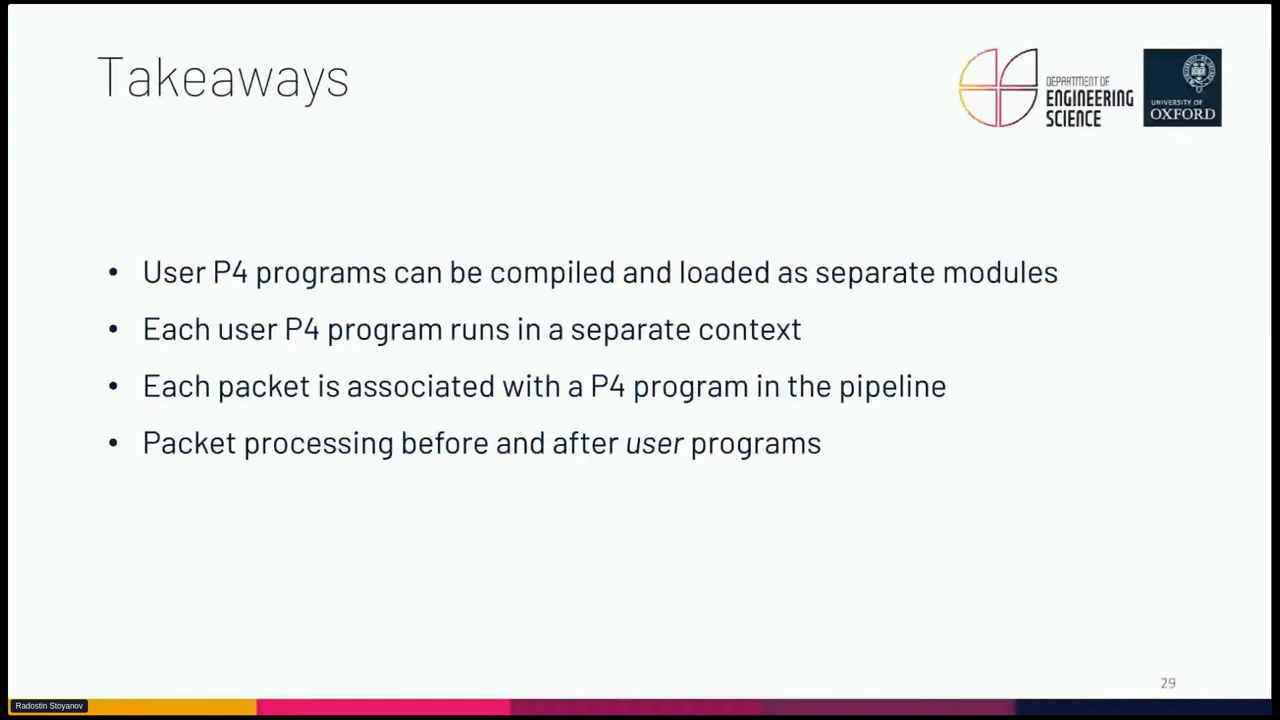 Takeaways
DEPARTMENT OF
ENGINEERING
SCIENCE
UNIVERSITY OF
OXFORD
• User P4 programs can be compiled and loaded as separate modules
• Each user P4 program runs in a separate context
• Each packet is associated with a P4 program in the pipeline
• Packet processing before and after user programs
29
Radostin Stoyanov